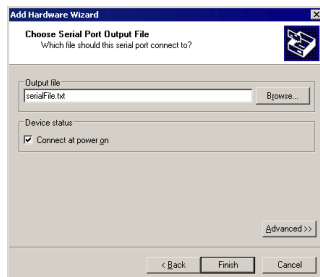 Add Hardware Wizard
Choose Serial Port Output File
Which file should this serial port connect to?
Output file
serialFile.txt
Browse...
Device status
Connect at power on
Advanced >>
< Back
Finish
Cancel